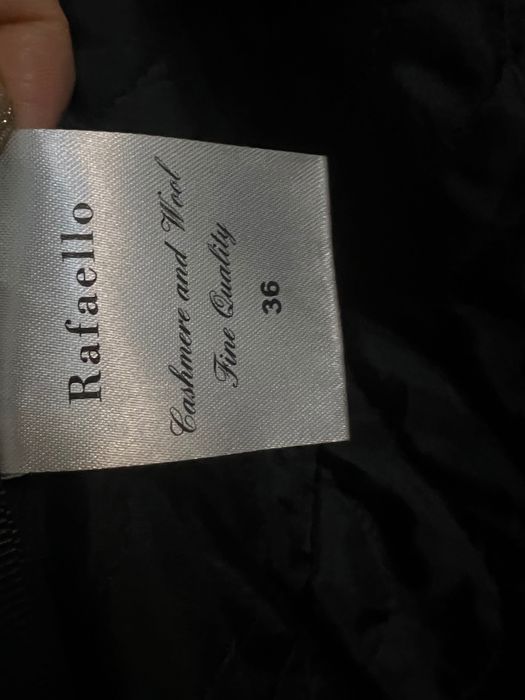 Rafaello
Cashmere and Wool
Fine Quality
36